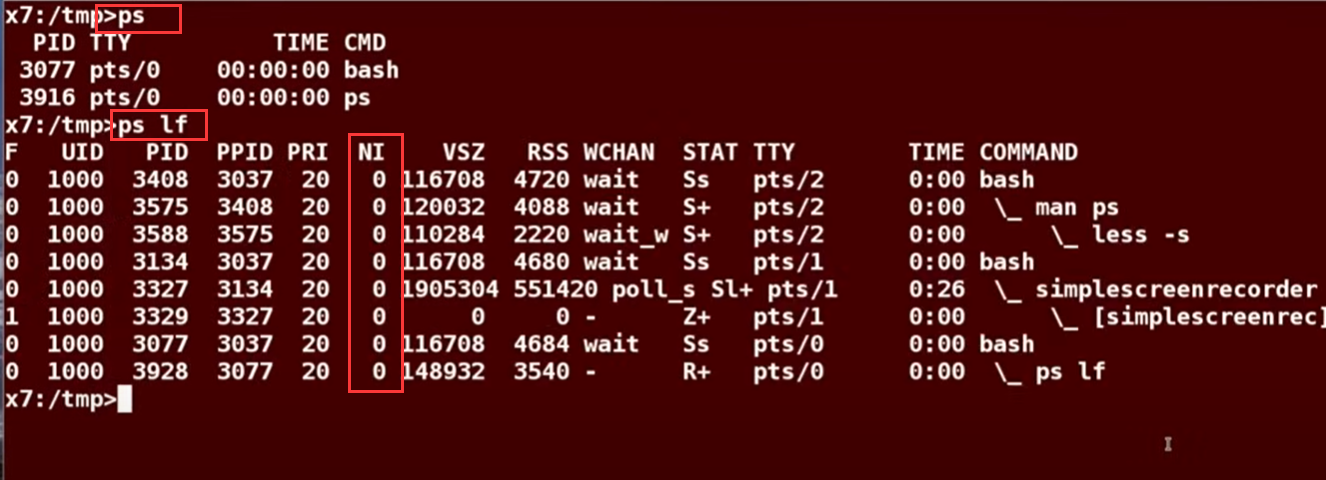 x7:/tmp>ps
PID TTY TIME CMD
3077 pts/0 00:00:00 bash
3916 pts/0 00:00:00 ps
x7:/tmp>ps lf
F UID PID PPID PRI NI VSZ RSS WCHAN STAT TTY TIME COMMAND
0 1000 3408 3037 20 0 116708 4720 wait Ss pts/2 0:00 bash
0 1000 3575 3408 20 0 120032 4088 wait S+ pts/2 0:00 \_ man ps
0 1000 3588 3575 20 0 110284 2220 wait_w S+ pts/2 0:00 \_ less -s
0 1000 3134 3037 20 0 116708 4680 wait Ss pts/1 0:00 bash
0 1000 3327 3134 20 0 1905304 551420 poll_s Sl+ pts/1 0:26 \_ simplescreenrecorder
1 1000 3329 3327 20 0 0 0 - Z+ pts/1 0:00 \_ [simplescreenrec]
0 1000 3077 3037 20 0 116708 4684 wait Ss pts/0 0:00 bash
0 1000 3928 3077 20 0 148932 3540 - R+ pts/0 0:00 \_ ps lf
x7:/tmp>